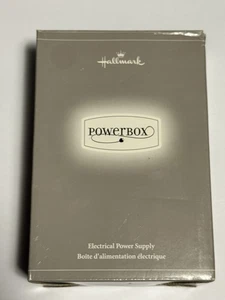 Hallmark
POWERBOX
Electrical Power Supply
Boîte d'alimentation électrique